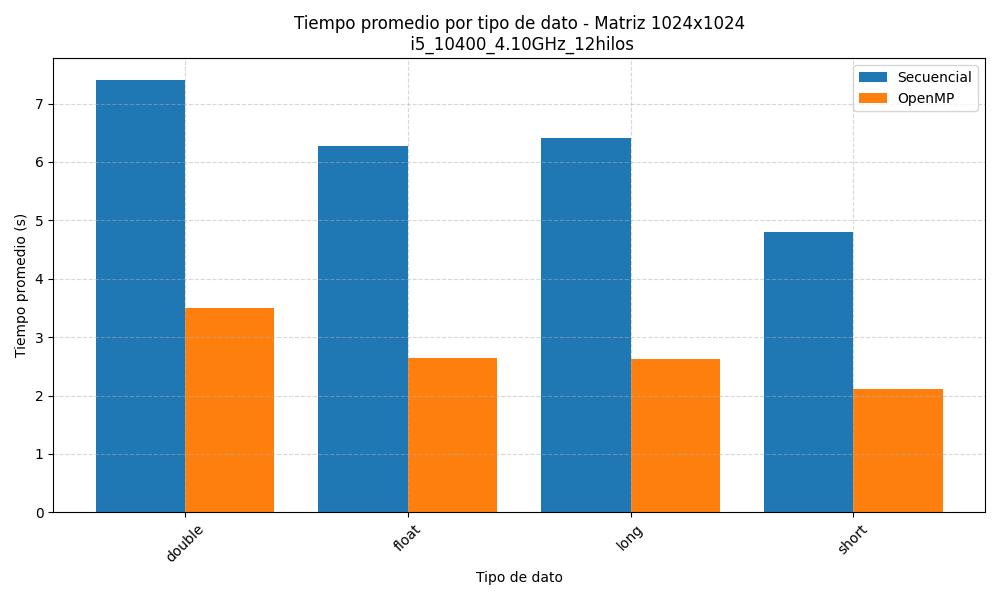 Tiempo promedio por tipo de dato - Matriz 1024x1024
i5_10400_4.10GHz_12hilos
Secuencial
OpenMP
Tiempo promedio (s)
7
6
5
4
3
2
1
0
double
float
long
short
Tipo de dato